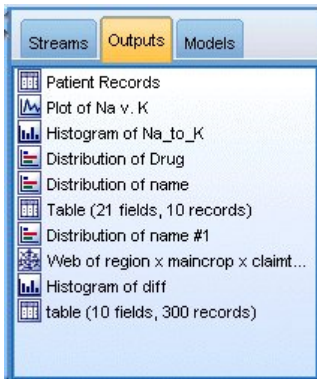 Streams Outputs Models
Patient Records
Plot of Na v. K
Histogram of Na_to_K
Distribution of Drug
Distribution of name
Table (21 fields, 10 records)
Distribution of name #1
Web of region x maincrop x claimt...
Histogram of diff
table (10 fields, 300 records)